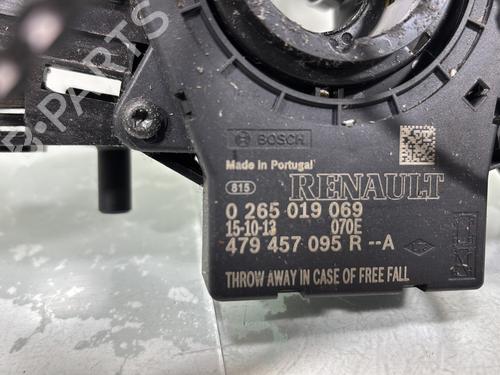 B-PARTS
BOSCH
Made in Portugal
815
RENAULT
0 265 019 069
15-10-13 070E
479 457 095 R --A
THROW AWAY IN CASE OF FREE FALL